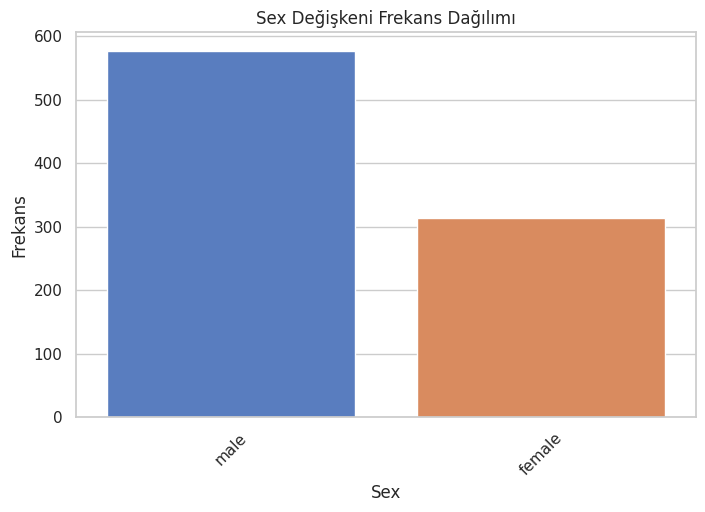 Sex Değişkeni Frekans Dağılımı
600
500
400
300
200
100
0
Frekans
male
female
Sex